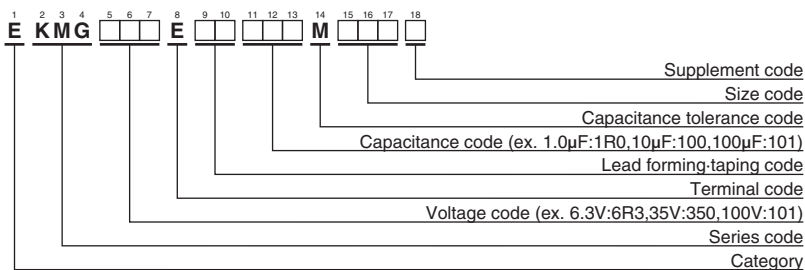 1 2 3 4 5 6 7 8 9 10 11 12 13 14 15 16 17 18
E KMG E M
Supplement code
Size code
Capacitance tolerance code
Capacitance code (ex. 1.0μF:1R0,10μF:100,100μF:101)
Lead forming·taping code
Terminal code
Voltage code (ex. 6.3V:6R3,35V:350,100V:101)
Series code
Category